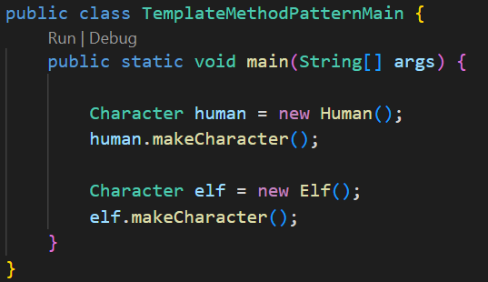 public class TemplateMethodPatternMain {
Run | Debug
public static void main(String[] args) {
Character human = new Human();
human.makeCharacter();
Character elf = new Elf();
elf.makeCharacter();
}
}